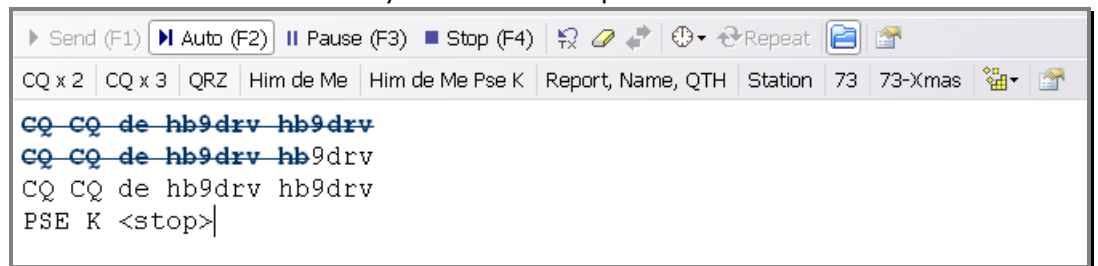 Send (F1) Auto (F2) Pause (F3) Stop (F4) TX Repeat
CQ x 2 CQ x 3 QRZ Him de Me Him de Me Pse K Report, Name, QTH Station 73 73-Xmas
CQ CQ de hb9drv hb9drv
CQ CQ de hb9drv hb9drv
CQ CQ de hb9drv hb9drv
PSE K <stop>